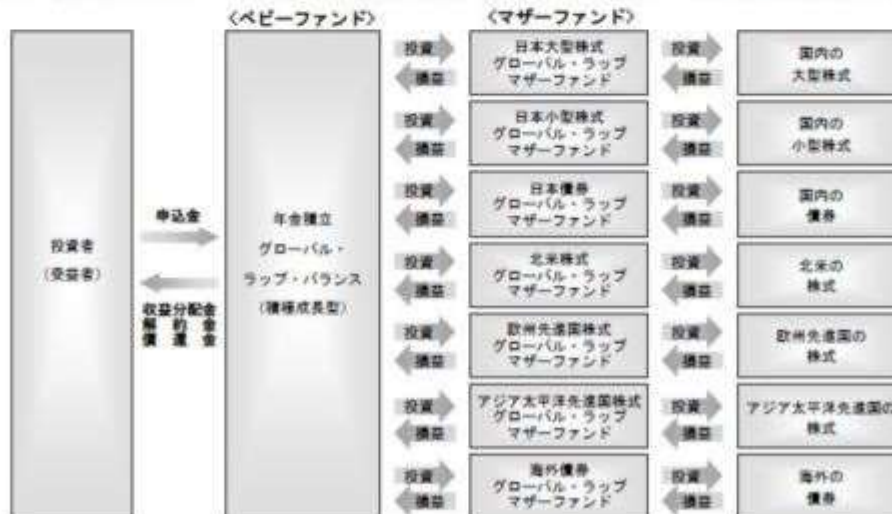 〈ベビーファンド〉
〈マザーファンド〉
投資者
(受益者)
申込金
収益分配金
解約金
償還金
年金積立
グローバル・
ラップ・バランス
(積極成長型)
投資
損益
日本大型株式
グローバル・ラップ
マザーファンド
投資
損益
国内の
大型株式
投資
損益
日本小型株式
グローバル・ラップ
マザーファンド
投資
損益
国内の
小型株式
投資
損益
日本債券
グローバル・ラップ
マザーファンド
投資
損益
国内の
債券
投資
損益
北米株式
グローバル・ラップ
マザーファンド
投資
損益
北米の
株式
投資
損益
欧州先進国株式
グローバル・ラップ
マザーファンド
投資
損益
欧州先進国の
株式
投資
損益
アジア太平洋先進国株式
グローバル・ラップ
マザーファンド
投資
損益
アジア太平洋先進国の
株式
投資
損益
海外債券
グローバル・ラップ
マザーファンド
投資
損益
海外の
債券